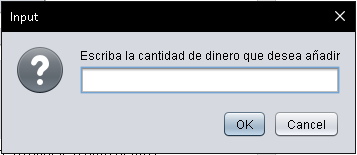 Input
Escriba la cantidad de dinero que desea añadir
OK
Cancel